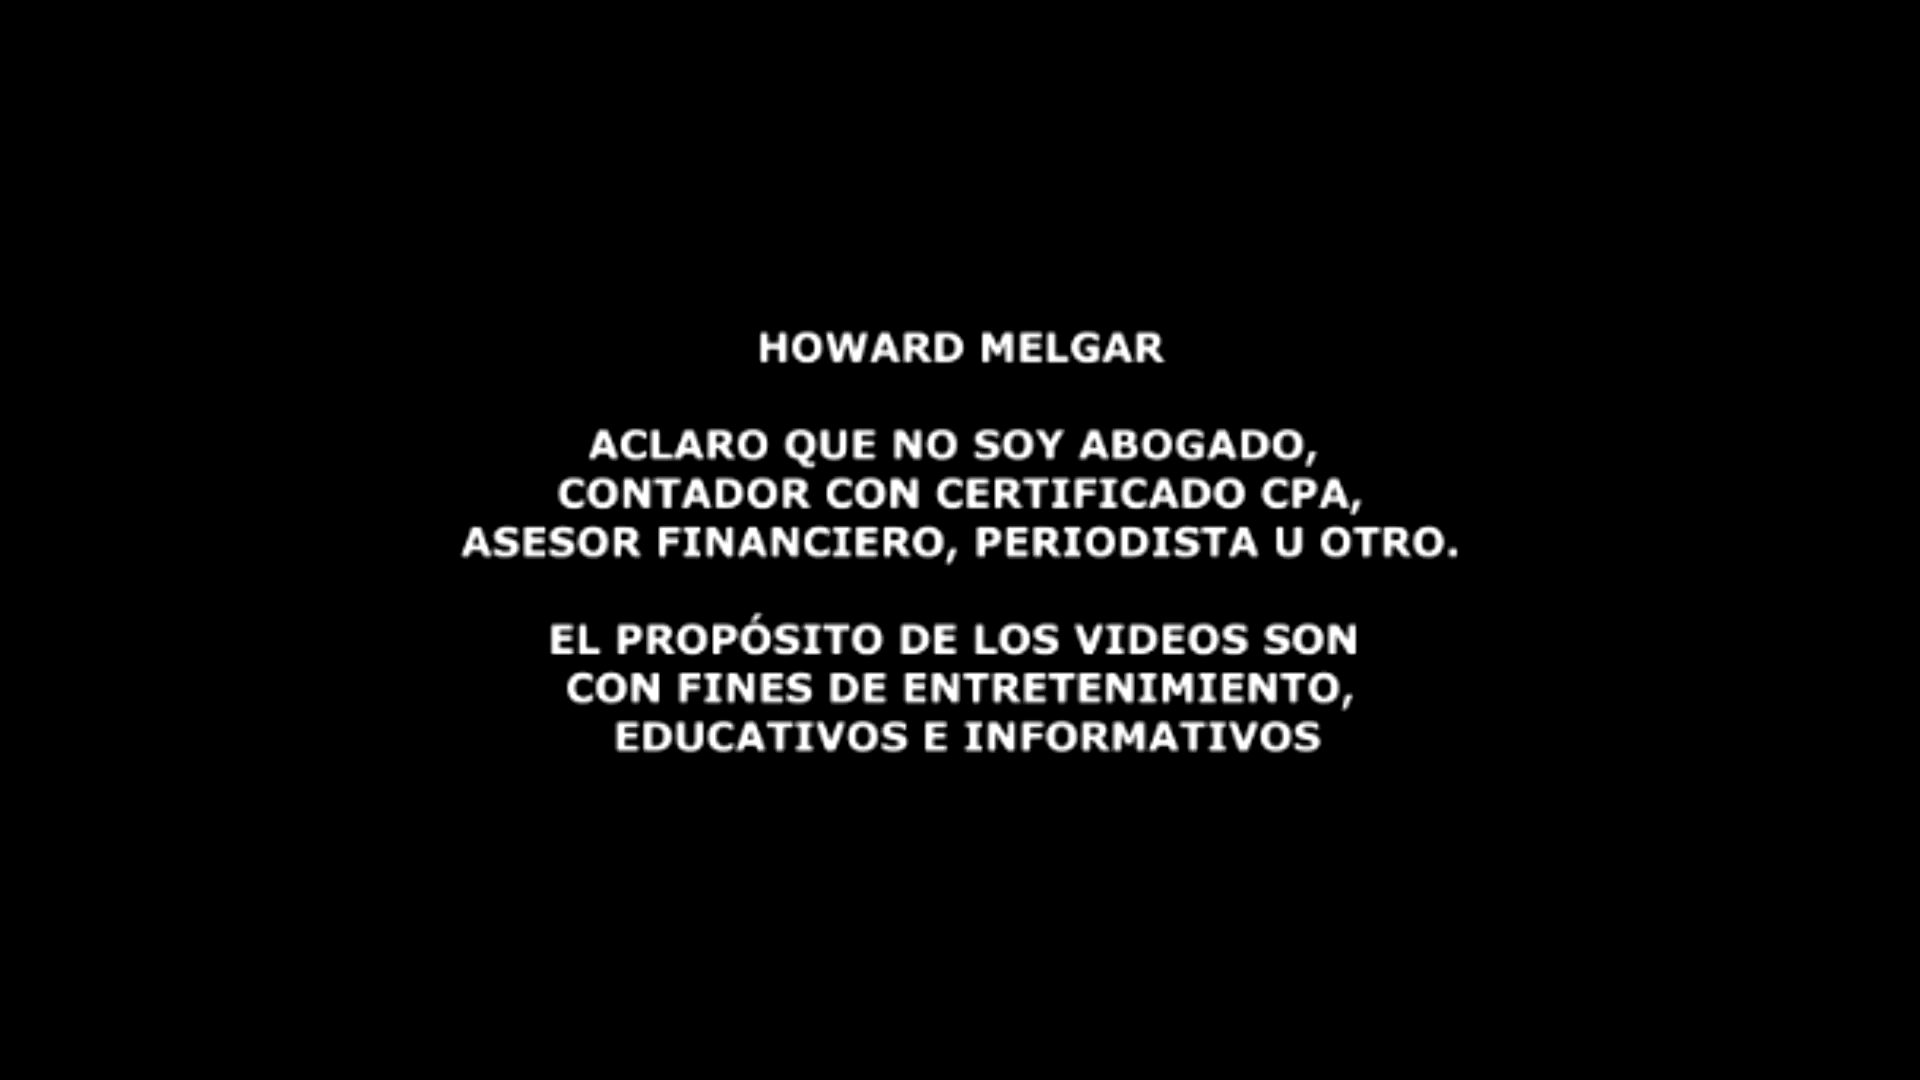 HOWARD MELGAR
ACLARO QUE NO SOY ABOGADO,
CONTADOR CON CERTIFICADO CPA,
ASESOR FINANCIERO, PERIODISTA U OTRO.
EL PROPÓSITO DE LOS VIDEOS SON
CON FINES DE ENTRETENIMIENTO,
EDUCATIVOS E INFORMATIVOS